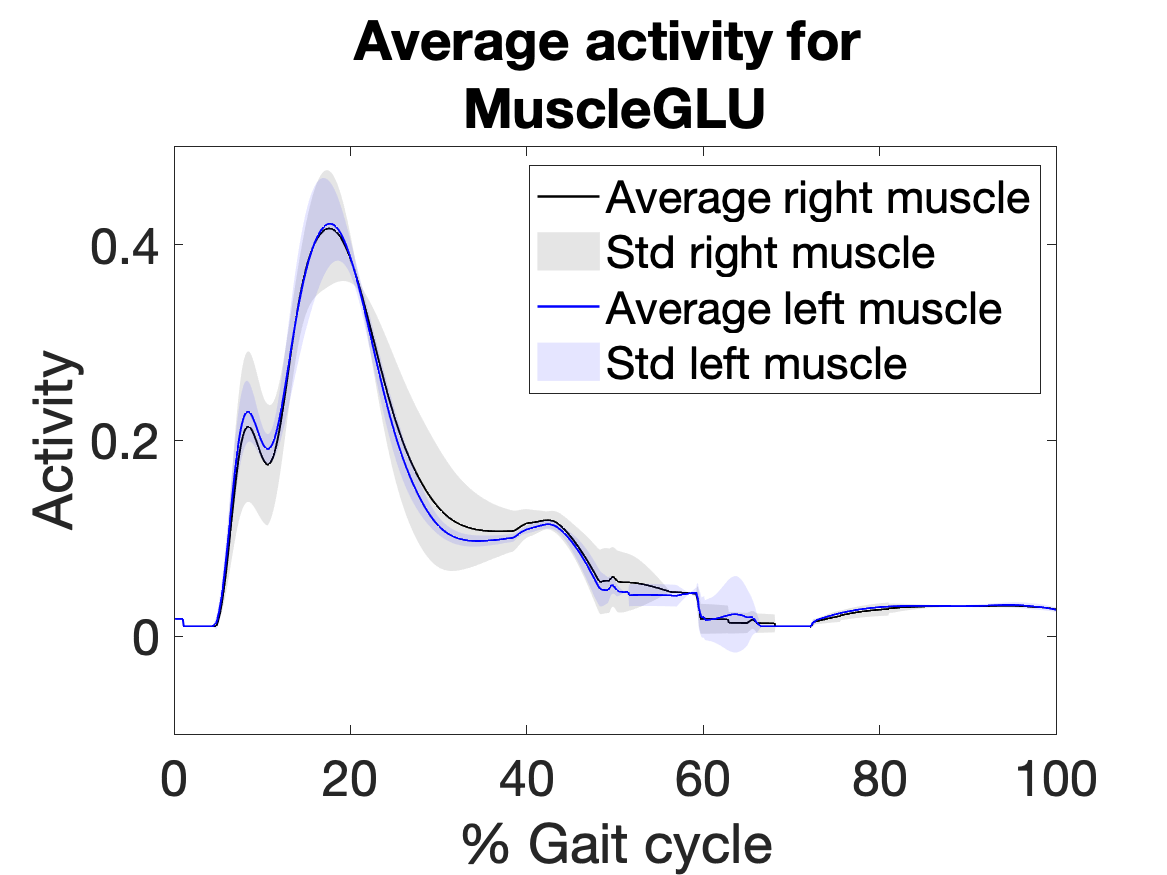 Average activity for
MuscleGLU
Average right muscle
Std right muscle
Average left muscle
Std left muscle
Activity
0.4
0.2
0
0 20 40 60 80 100
% Gait cycle